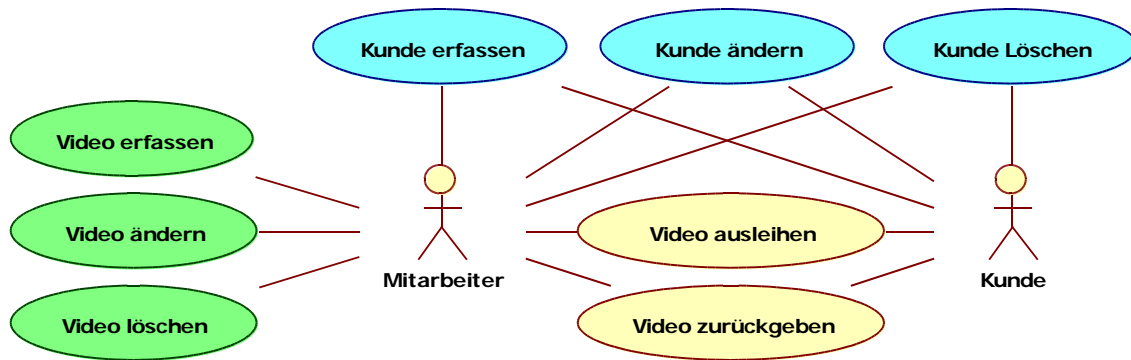 Kunde erfassen
Kunde ändern
Kunde Löschen
Video erfassen
Video ändern
Video ausleihen
Mitarbeiter
Kunde
Video löschen
Video zurückgeben